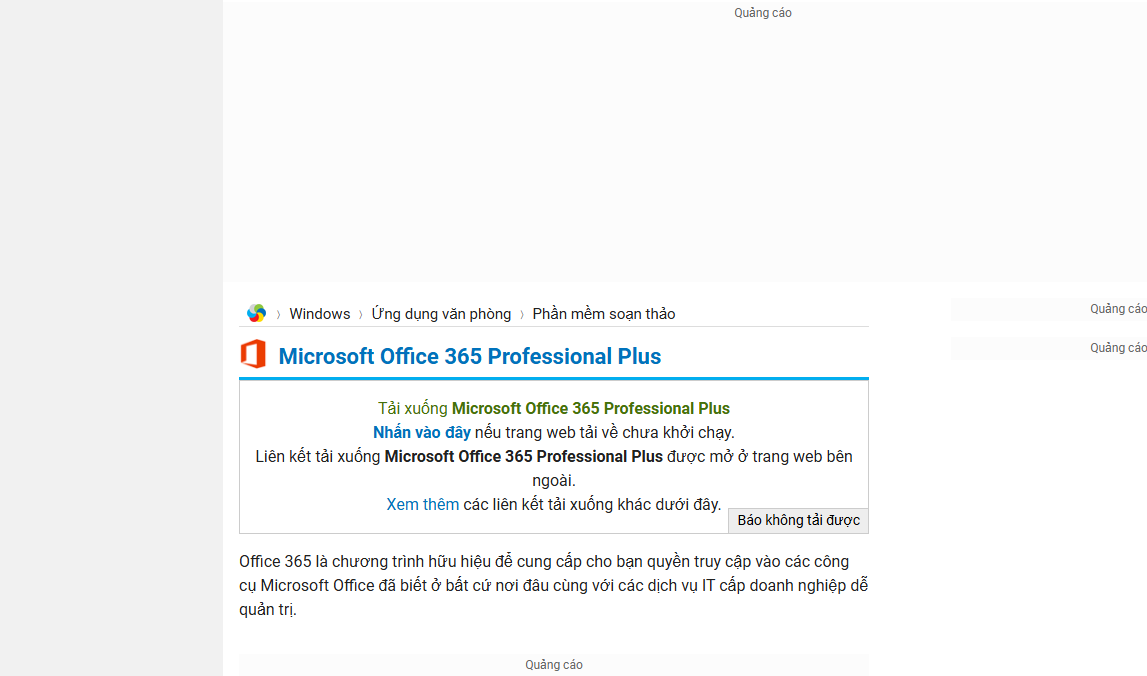 Quảng cáo
› Windows › Ứng dụng văn phòng › Phần mềm soạn thảo
Quảng cáo
Quảng cáo
Microsoft Office 365 Professional Plus
Tải xuống Microsoft Office 365 Professional Plus
Nhấn vào đây nếu trang web tải về chưa khởi chạy.
Liên kết tải xuống Microsoft Office 365 Professional Plus được mở ở trang web bên
ngoài.
Xem thêm các liên kết tải xuống khác dưới đây.
Báo không tải được
Office 365 là chương trình hữu hiệu để cung cấp cho bạn quyền truy cập vào các công
cụ Microsoft Office đã biết ở bất cứ nơi đâu cùng với các dịch vụ IT cấp doanh nghiệp dễ
quản trị.
Quảng cáo